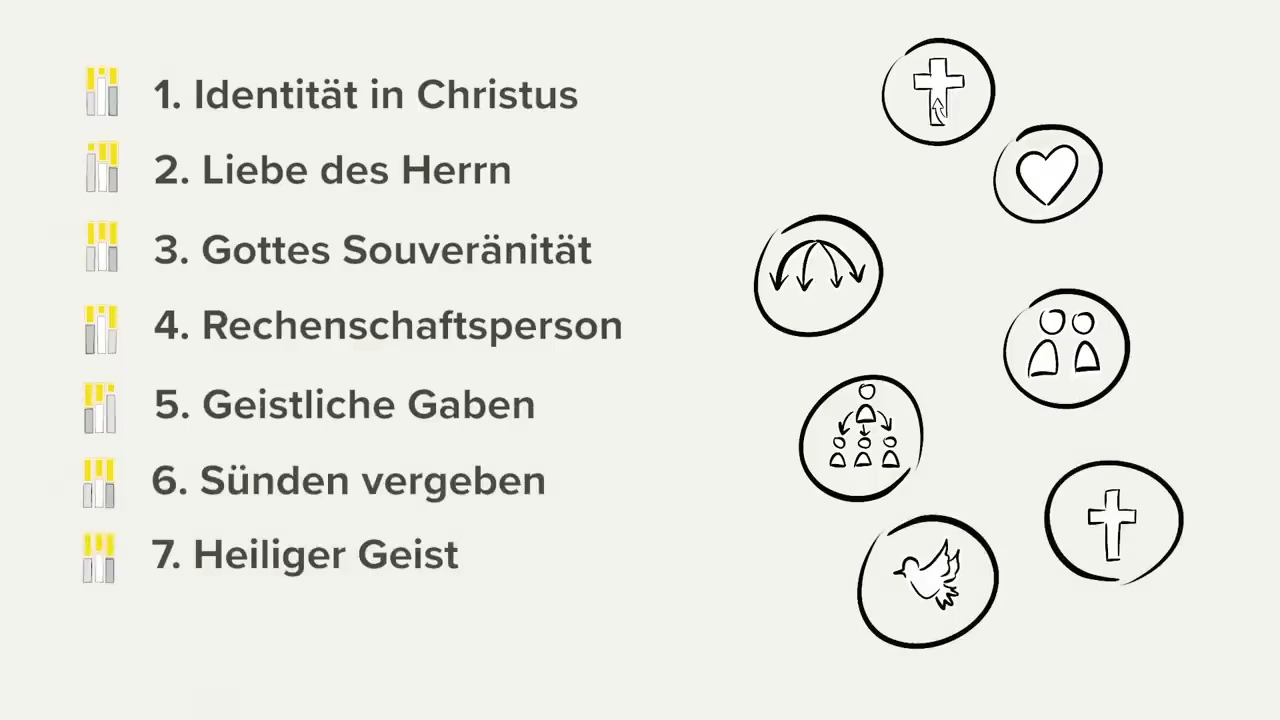 1. Identität in Christus
2. Liebe des Herrn
3. Gottes Souveränität
4. Rechenschaftsperson
5. Geistliche Gaben
6. Sünden vergeben
7. Heiliger Geist